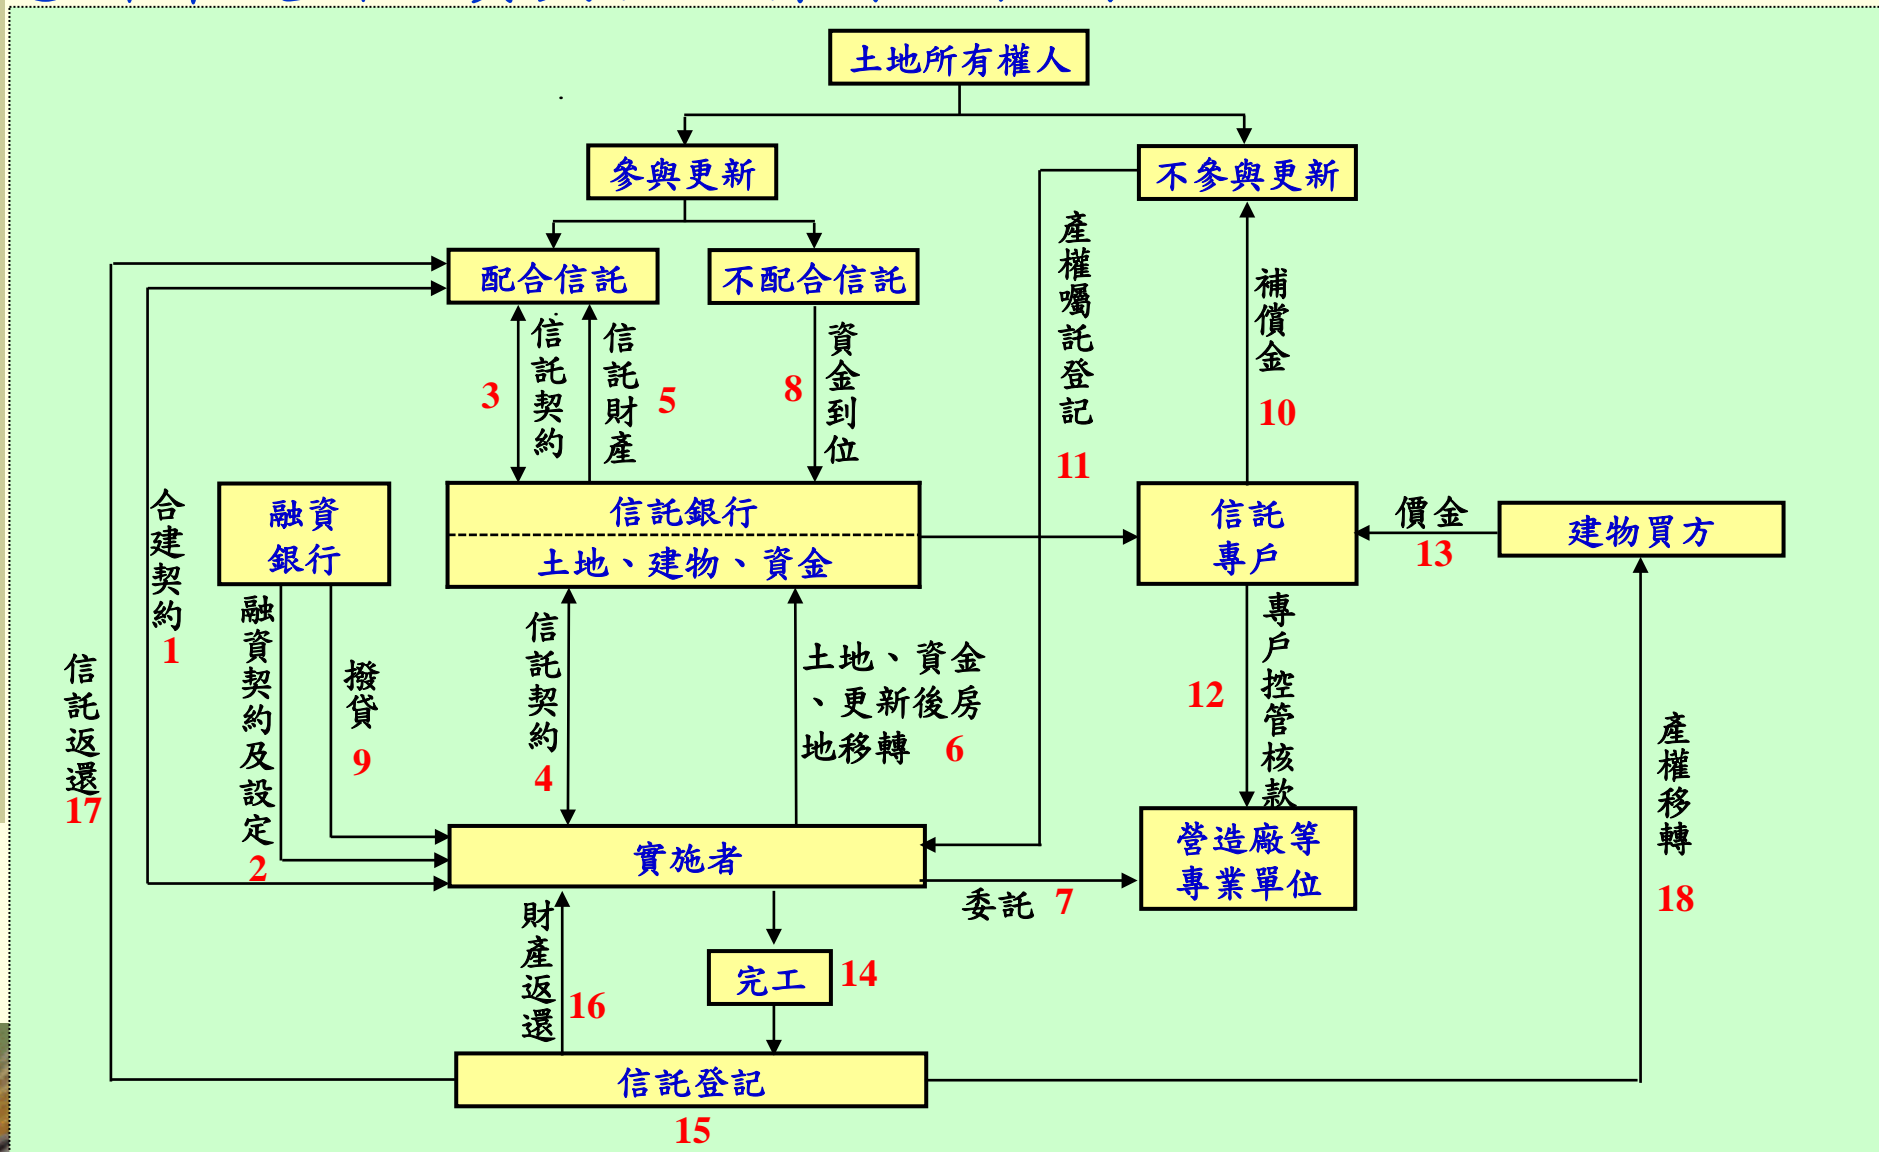 土地所有權人
參與更新
不參與更新
配合信託
不配合信託
產權囑託登記
11
補償金
10
信託契約
3
信託財產
5
資金到位
8
融資
銀行
信託銀行
土地、建物、資金
信託
專戶
價金
13
建物買方
合建契約
1
融資契約及設定
2
撥貸
9
信託契約
4
土地、資金
、更新後房
地移轉 6
專戶控管核款
12
信託返還
17
產權移轉
18
實施者
營造廠等
專業單位
委託 7
財產返還
16
完工
14
信託登記
15